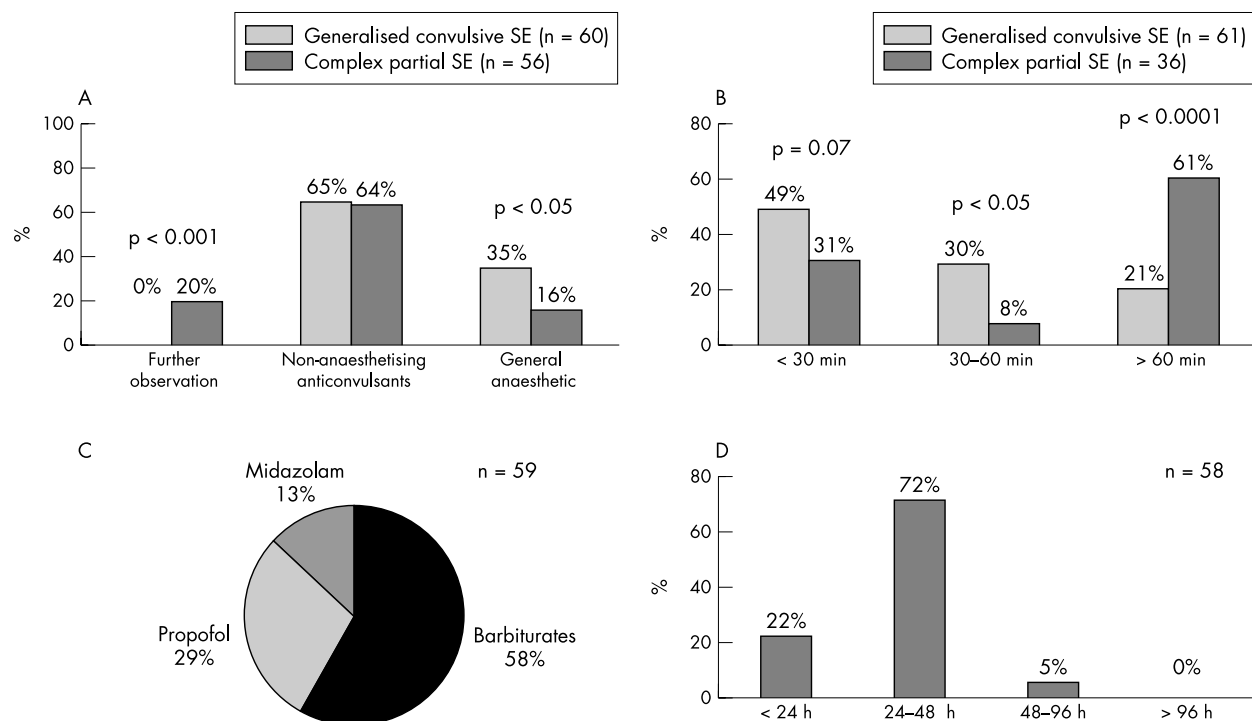 Generalised convulsive SE (n = 60)
Complex partial SE (n = 56)
A
100
80
60
40
20
0
%
p < 0.001
0%
20%
65%
64%
p < 0.05
35%
16%
Further
observation
Non-anaesthetising
anticonvulsants
General
anaesthetic
Generalised convulsive SE (n = 61)
Complex partial SE (n = 36)
B
80
60
40
20
0
%
p = 0.07
49%
31%
p < 0.05
30%
8%
p < 0.0001
21%
61%
< 30 min
30–60 min
> 60 min
C
n = 59
Midazolam
13%
Propofol
29%
Barbiturates
58%
D
n = 58
80
60
40
20
0
%
22%
72%
5%
0%
< 24 h
24–48 h
48–96 h
> 96 h